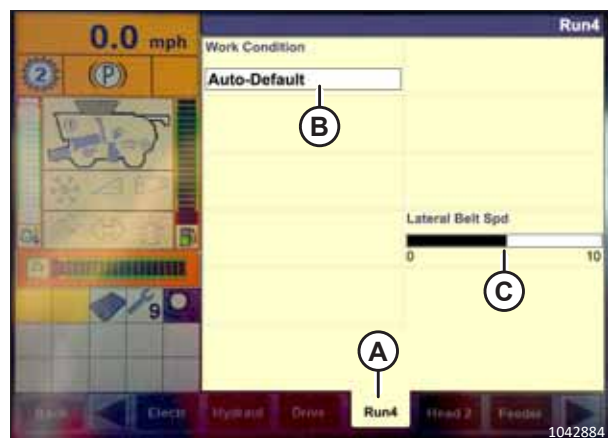 Run4
0.0 mph
Work Condition
2
(P)
Auto-Default
B
Lateral Belt Spd
0 10
C
9
A
Back
Electr
Hydraul
Drive
Run4
Head 2
Feeder
1042884